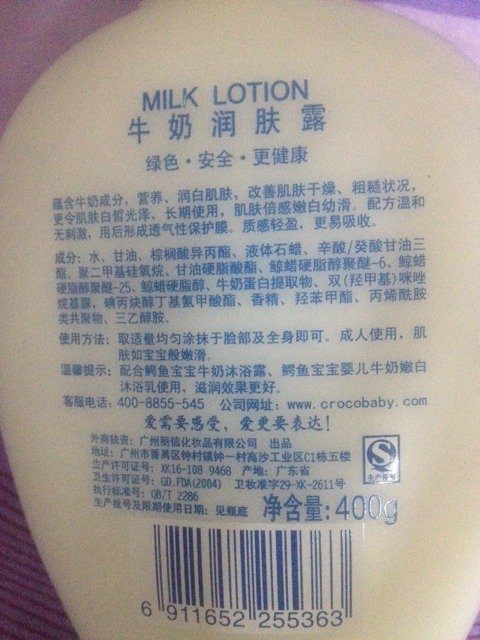 MILK LOTION
牛奶润肤露
绿色·安全·更健康
蕴含牛奶成分，营养、润白肌肤，改善肌肤干燥、粗糙状况，
更令肌肤白皙光泽，长期使用，肌肤倍感嫩白幼滑。配方温和
无刺激，用后形成透气性保护膜。质感轻盈，更易吸收。
成分：水、甘油、棕榈酸异丙酯、液体石蜡、辛酸/癸酸甘油三
酯、聚二甲基硅氧烷、甘油硬脂酸酯、鲸蜡硬脂醇聚醚-6、鲸蜡
硬脂醇聚醚-25、鲸蜡硬脂醇、牛奶蛋白提取物、双(羟甲基)咪唑
烷基脲、碘丙炔醇丁基氨甲酸酯、香精、羟苯甲酯、丙烯酰胺
类共聚物、三乙醇胺。
使用方法：取适量均匀涂抹于脸部及全身即可。成人使用，肌
肤如宝宝般嫩滑。
温馨提示：配合鳄鱼宝宝牛奶沐浴露、鳄鱼宝宝婴儿牛奶嫩白
沐浴乳使用，滋润效果更好。
客服电话：400-8855-545 公司网址：www.crocobaby.com
爱需要感受，爱更要表达！
外商独资：广州丽信化妆品有限公司 出品
地址：广州市番禺区钟村镇钟一村高沙工业区C1栋五楼
生产许可证号：XK16-108 9468 产地：广东省
卫生许可证号：GD.FDA(2004) 卫妆准字29-XK-2611号
执行标准号：QB/T 2286
生产批号及限期使用日期：见瓶底
净含量：400g
生产许可
6 911652 255363